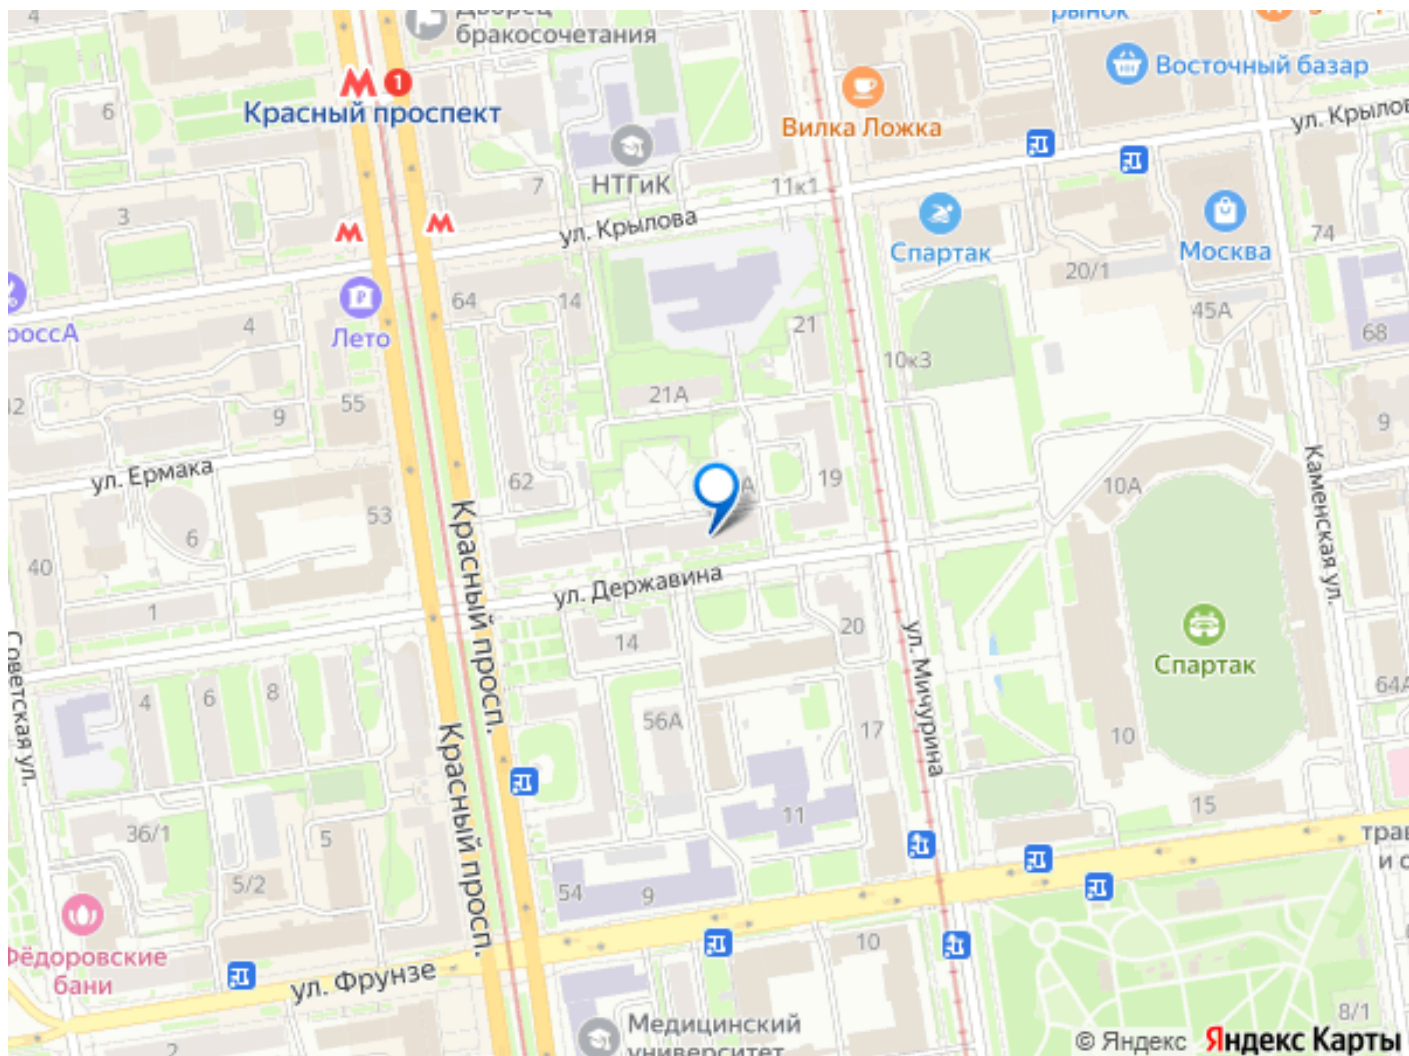 Дворец
бракосочетания
рынок
Восточный базар
1
Красный проспект
6
Вилка Ложка
ул. Крылов
НТГиК
7
11к1
3
ул. Крылова
Спартак
Москва
74
20/1
64
14
4
Лето
21
45А
68
россА
10к3
21А
55
9
9
ул. Ермака
62
19
10А
Каменская ул.
53
6
40
Красный просп.
ул. Державина
1
14
20
ул. Мичурина
Спартак
Советская ул.
4
6
8
64А
56А
17
10
Красный просп.
11
15
36/1
5
трав
и с
5/2
54
9
10
Фёдоровские
бани
ул. Фрунзе
8/1
Медицинский
университет
2
© Яндекс Яндекс Карты